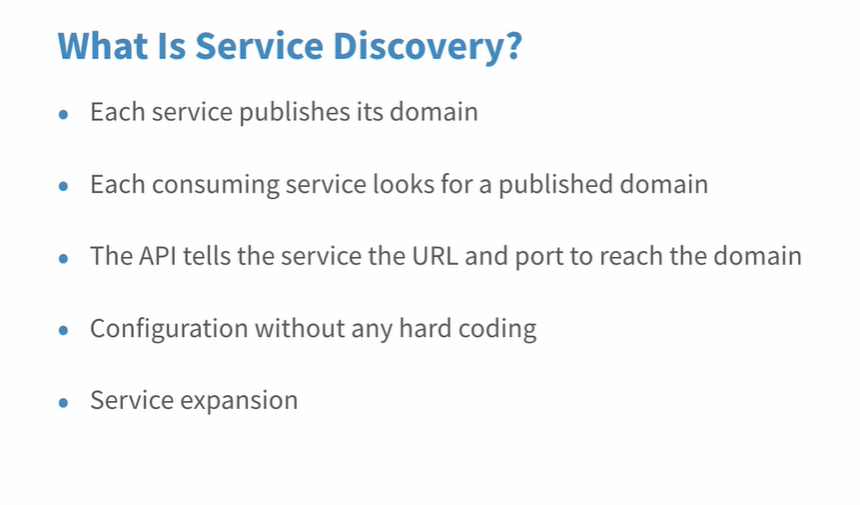 What Is Service Discovery?
• Each service publishes its domain
• Each consuming service looks for a published domain
• The API tells the service the URL and port to reach the domain
• Configuration without any hard coding
• Service expansion